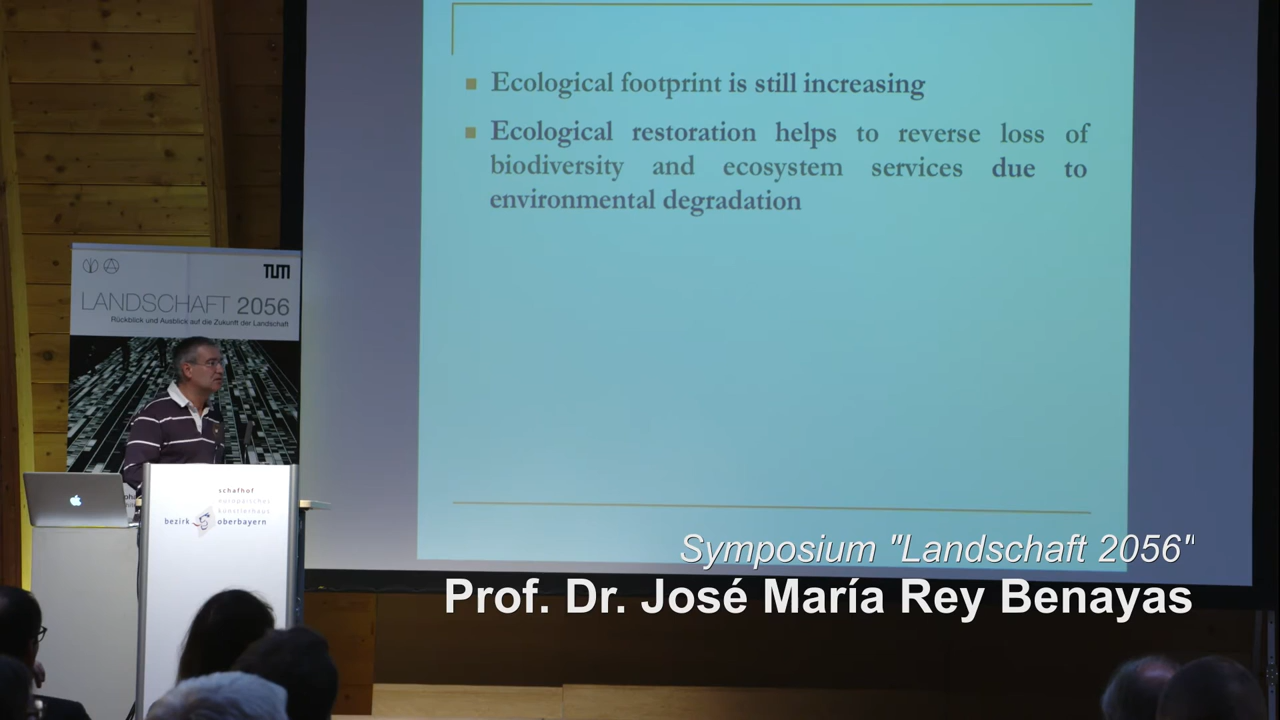 ■ Ecological footprint is still increasing
■ Ecological restoration helps to reverse loss of
biodiversity and ecosystem services due to
environmental degradation
TUM
LANDSCHAFT 2056
Rückblick und Ausblick auf die Zukunft der Landschaft
schafhof
europäisches
künstlerhaus
bezirk oberbayern
Symposium "Landschaft 2056"
Prof. Dr. José María Rey Benayas